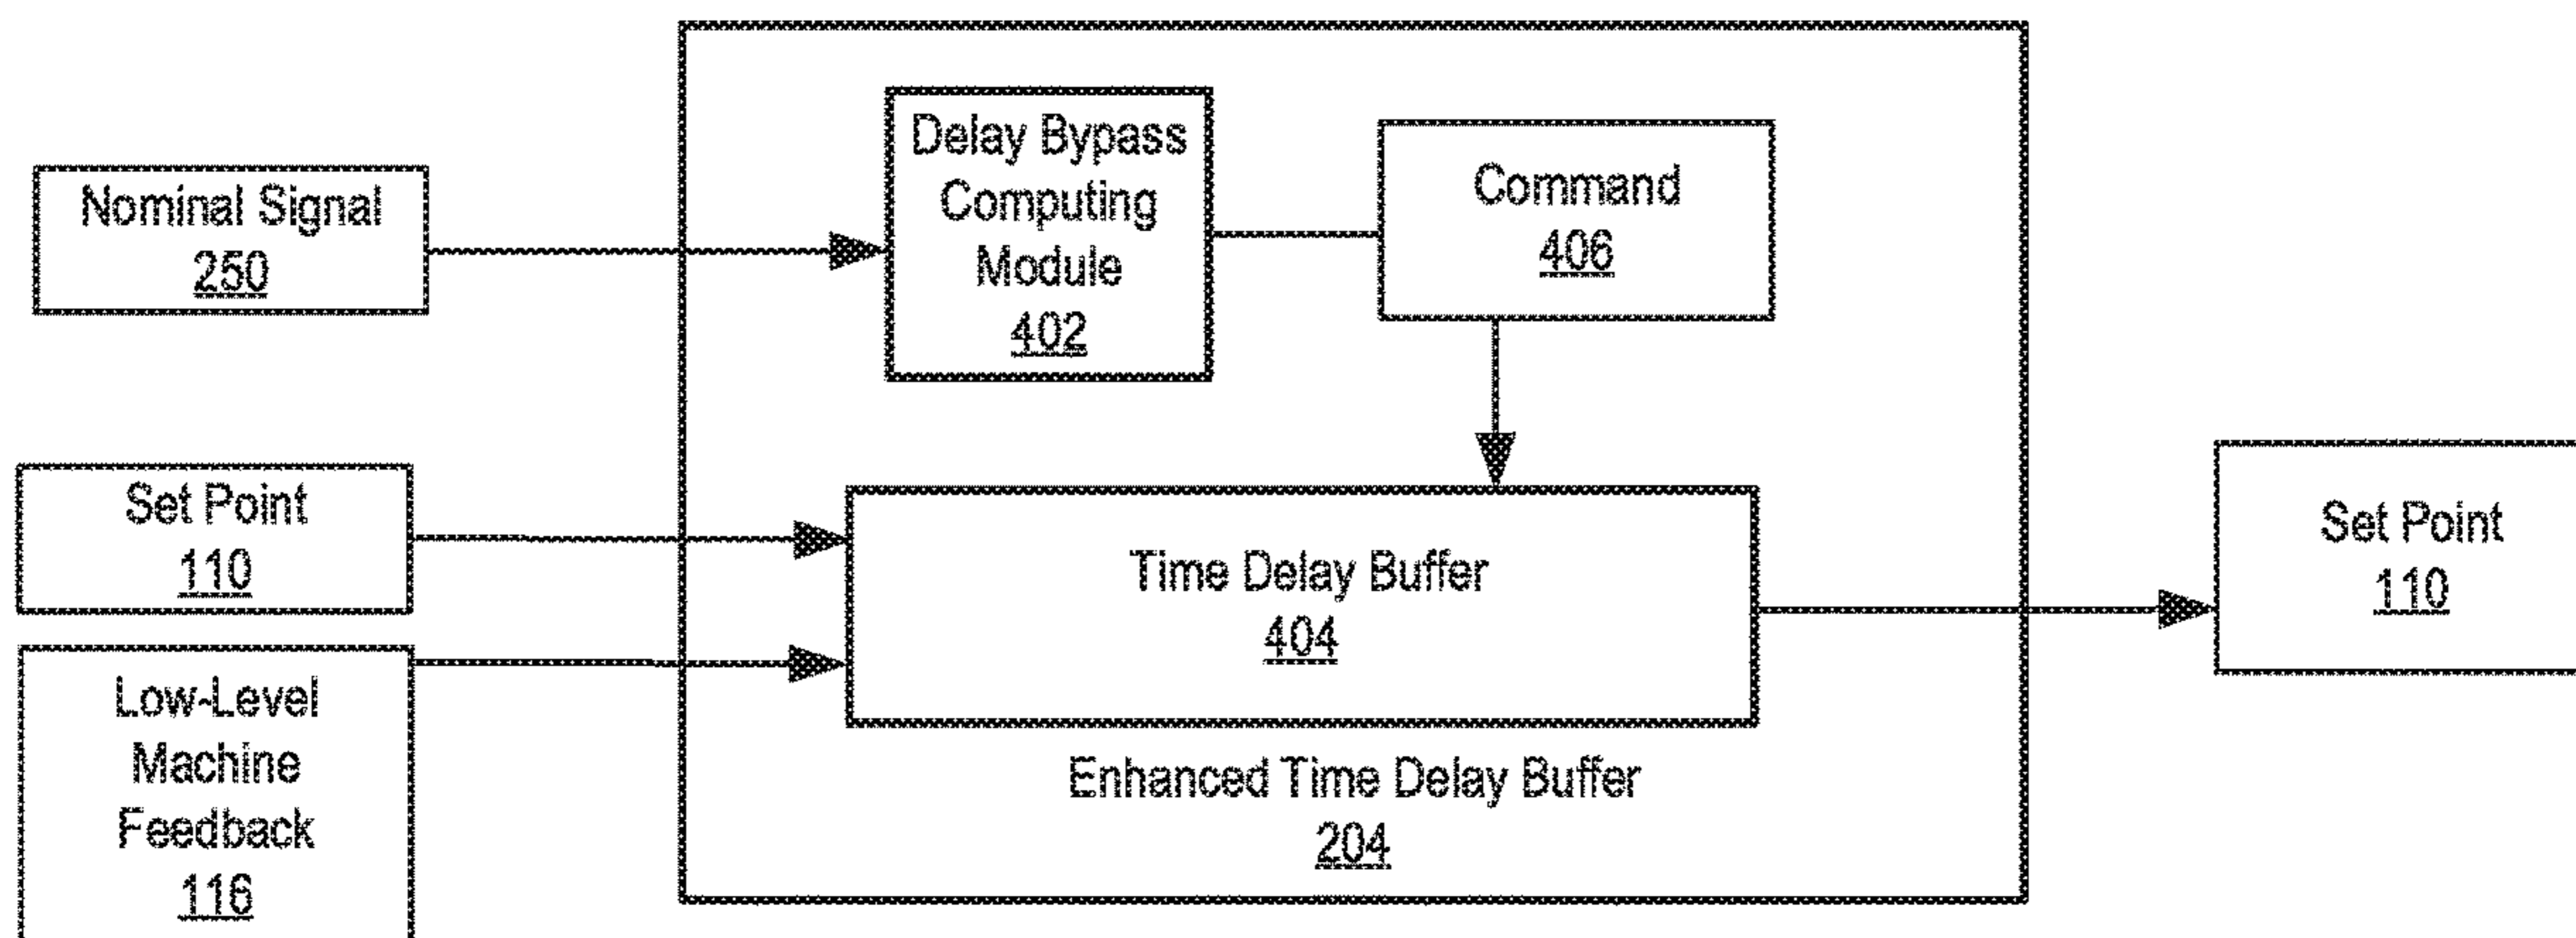 Nominal Signal
250
Delay Bypass
Computing
Module
402
Command
406
Set Point
110
Low-Level
Machine
Feedback
116
Time Delay Buffer
404
Enhanced Time Delay Buffer
204
Set Point
110